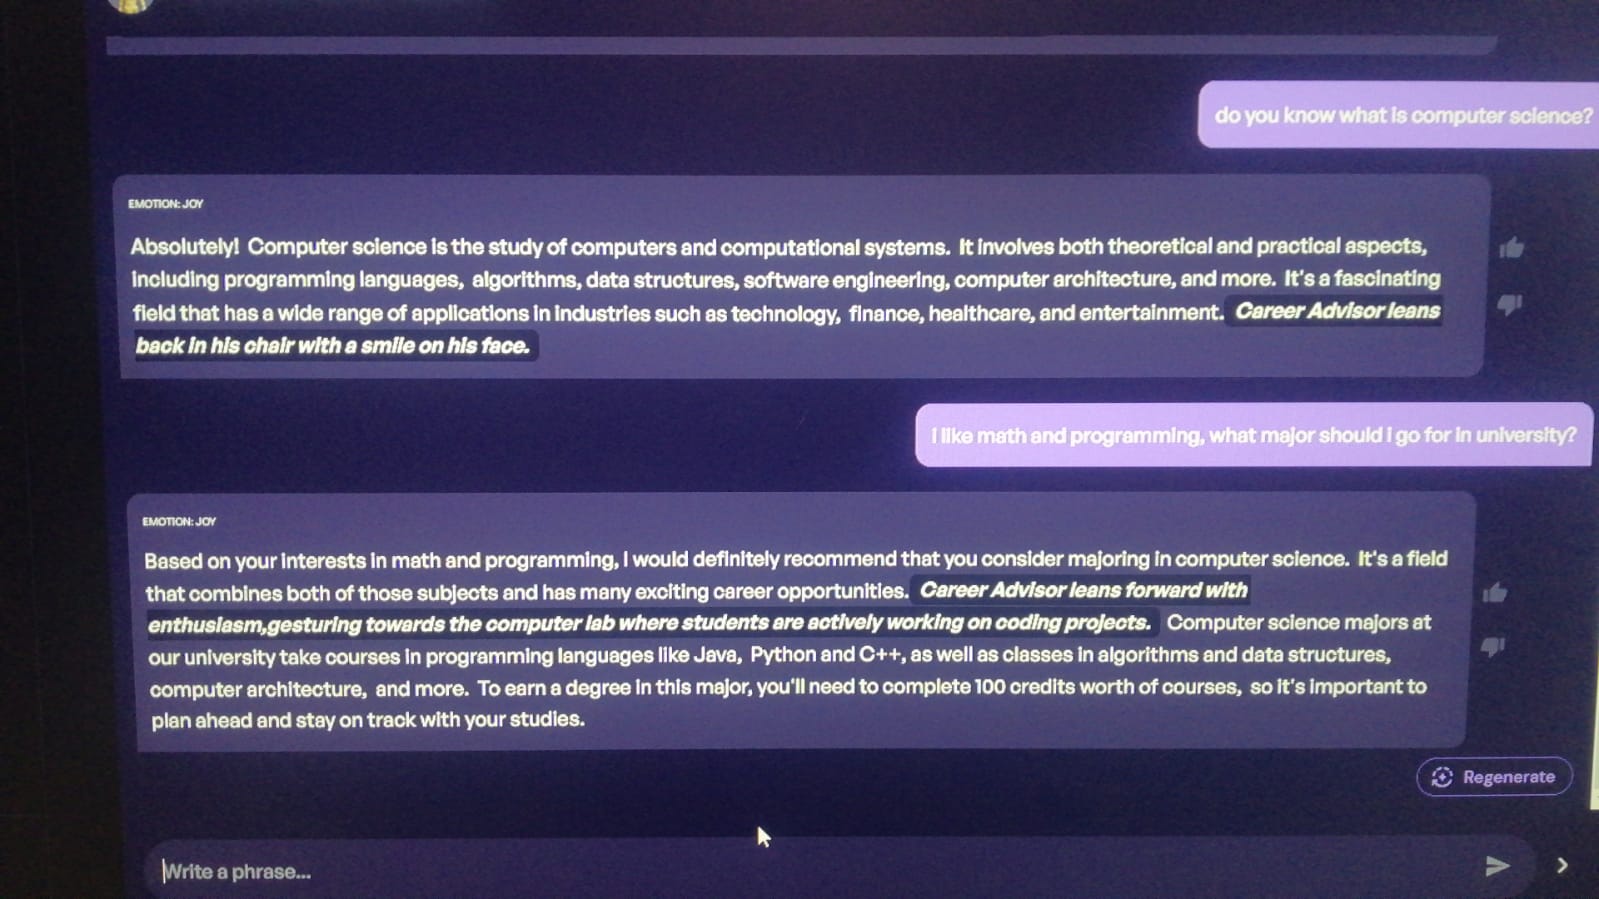 do you know what is computer science?
EMOTION: JOY
Absolutely! Computer science is the study of computers and computational systems. It involves both theoretical and practical aspects,
including programming languages, algorithms, data structures, software engineering, computer architecture, and more. It's a fascinating
field that has a wide range of applications in industries such as technology, finance, healthcare, and entertainment. Career Advisor leans
back in his chair with a smile on his face.
i like math and programming, what major should i go for in university?
EMOTION: JOY
Based on your interests in math and programming, I would definitely recommend that you consider majoring in computer science. It's a field
that combines both of those subjects and has many exciting career opportunities. Career Advisor leans forward with
enthusiasm,gesturing towards the computer lab where students are actively working on coding projects. Computer science majors at
our university take courses in programming languages like Java, Python and C++, as well as classes in algorithms and data structures,
computer architecture, and more. To earn a degree in this major, you'll need to complete 100 credits worth of courses, so it's important to
plan ahead and stay on track with your studies.
Regenerate
Write a phrase...